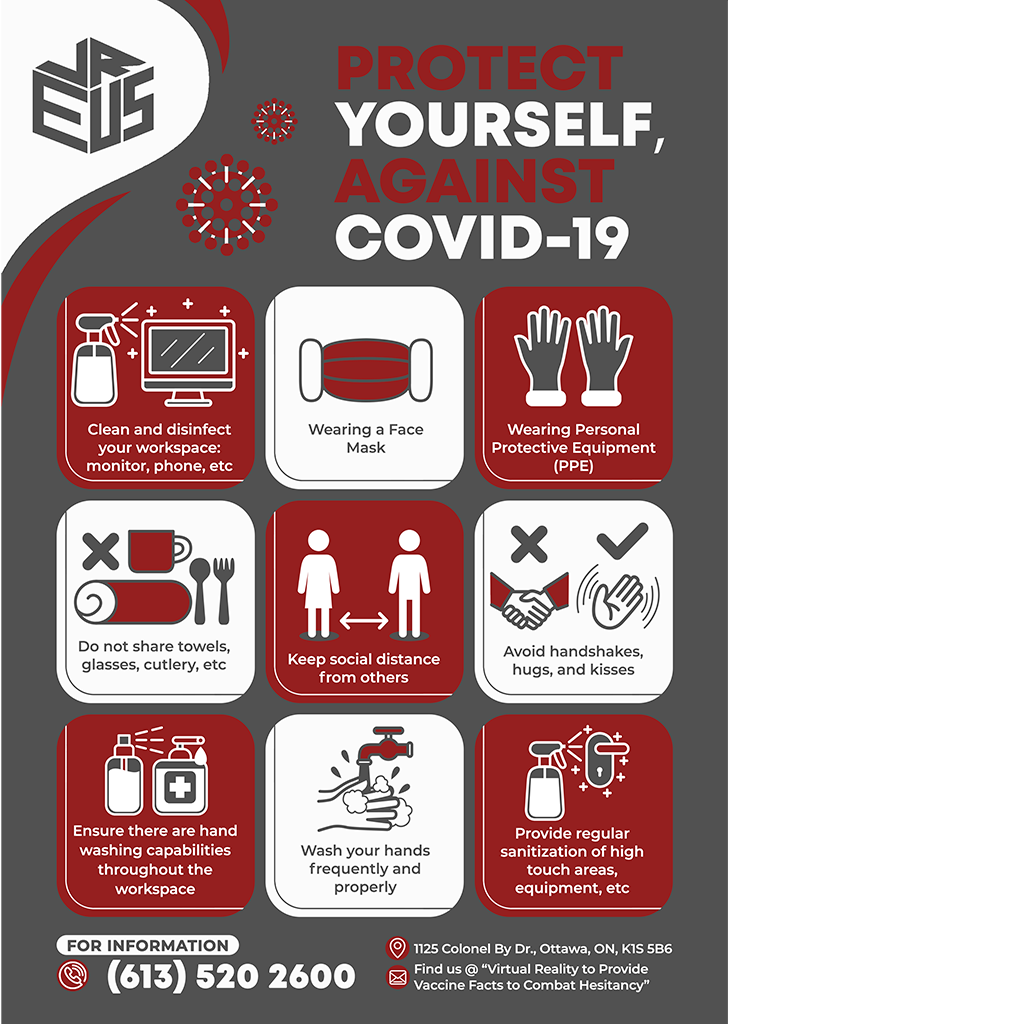 JR
EUS
PROTECT
YOURSELF,
AGAINST
COVID-19
Clean and disinfect
your workspace:
monitor, phone, etc
Wearing a Face
Mask
Wearing Personal
Protective Equipment
(PPE)
Do not share towels,
glasses, cutlery, etc
Keep social distance
from others
Avoid handshakes,
hugs, and kisses
Ensure there are hand
washing capabilities
throughout the
workspace
Wash your hands
frequently and
properly
Provide regular
sanitization of high
touch areas,
equipment, etc
FOR INFORMATION
(613) 520 2600
1125 Colonel By Dr., Ottawa, ON, K1S 5B6
Find us @ “Virtual Reality to Provide
Vaccine Facts to Combat Hesitancy”